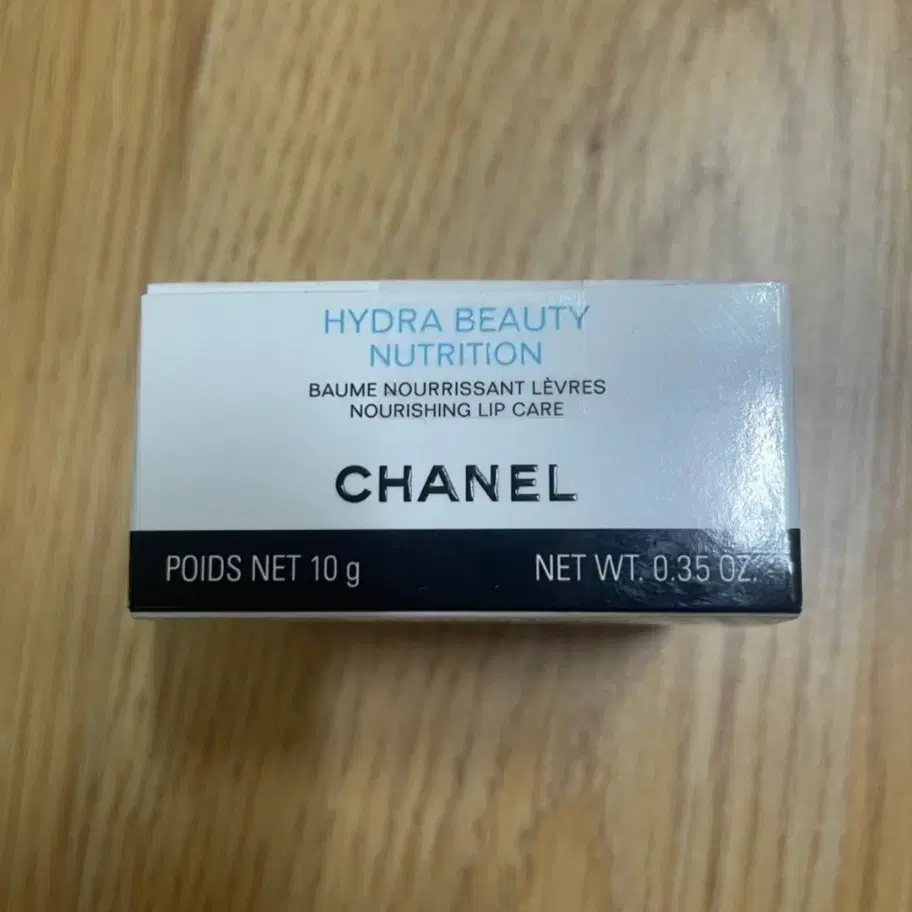 HYDRA BEAUTY
NUTRITION
BAUME NOURRISSANT LÈVRES
NOURISHING LIP CARE
CHANEL
POIDS NET 10 g NET WT. 0.35 OZ.